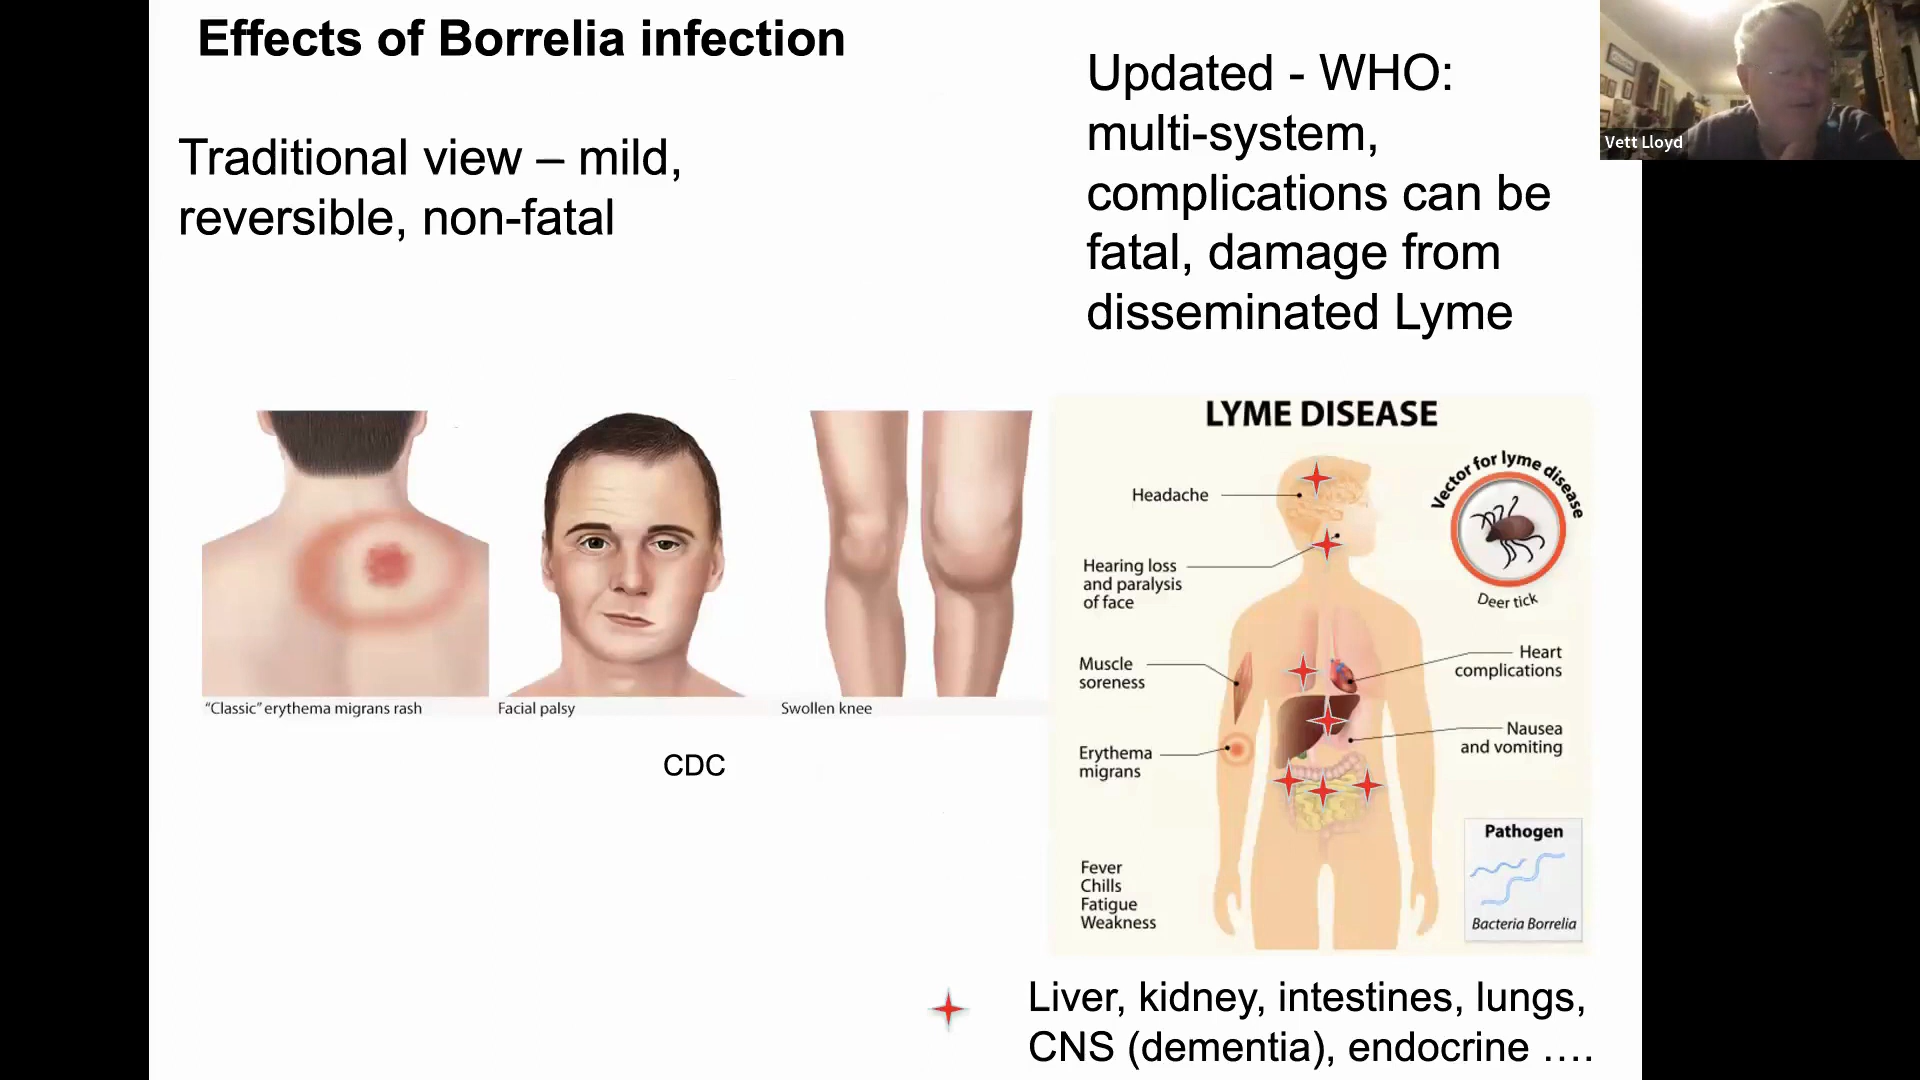 Effects of Borrelia infection
Traditional view – mild,
reversible, non-fatal
Updated - WHO:
multi-system,
complications can be
fatal, damage from
disseminated Lyme
Vett Lloyd
"Classic" erythema migrans rash
Facial palsy
Swollen knee
CDC
LYME DISEASE
Headache
Hearing loss
and paralysis
of face
Muscle
soreness
Erythema
migrans
Fever
Chills
Fatigue
Weakness
Vector for lyme disease
Deer tick
Heart
complications
Nausea
and vomiting
Pathogen
Bacteria Borrelia
Liver, kidney, intestines, lungs,
CNS (dementia), endocrine ....